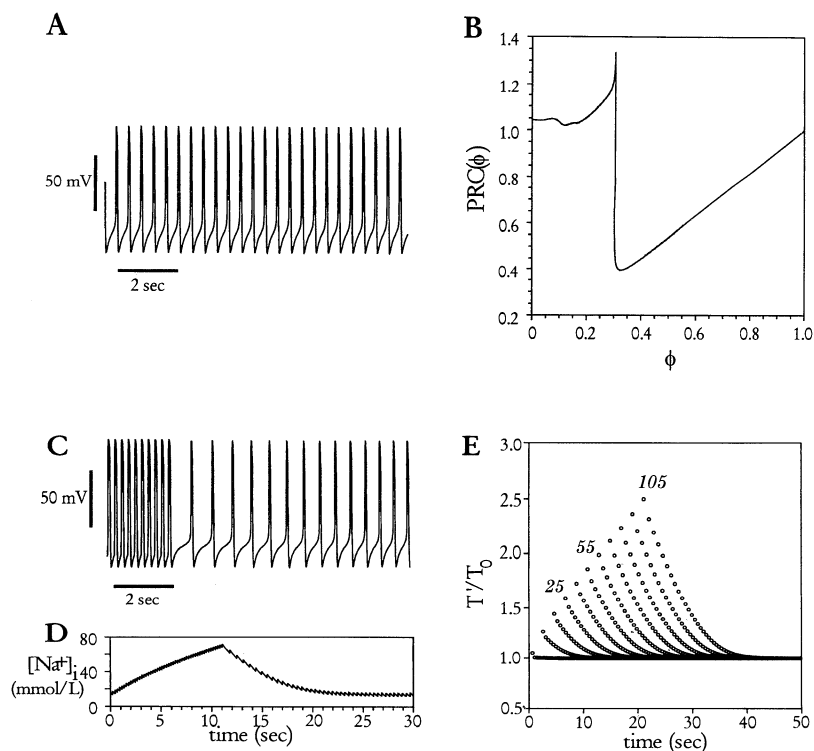 A
50 mV
2 sec
B
PRC(ϕ)
1.4
1.2
1.0
0.8
0.6
0.4
0.2
0 0.2 0.4 0.6 0.8 1.0
ϕ
C
50 mV
2 sec
D
[Na+]i
(mmol/L)
80
40
0
0 5 10 15 20 25 30
time (sec)
E
T'/T0
3.0
2.5
2.0
1.5
1.0
0.5
105
55
25
0 10 20 30 40 50
time (sec)